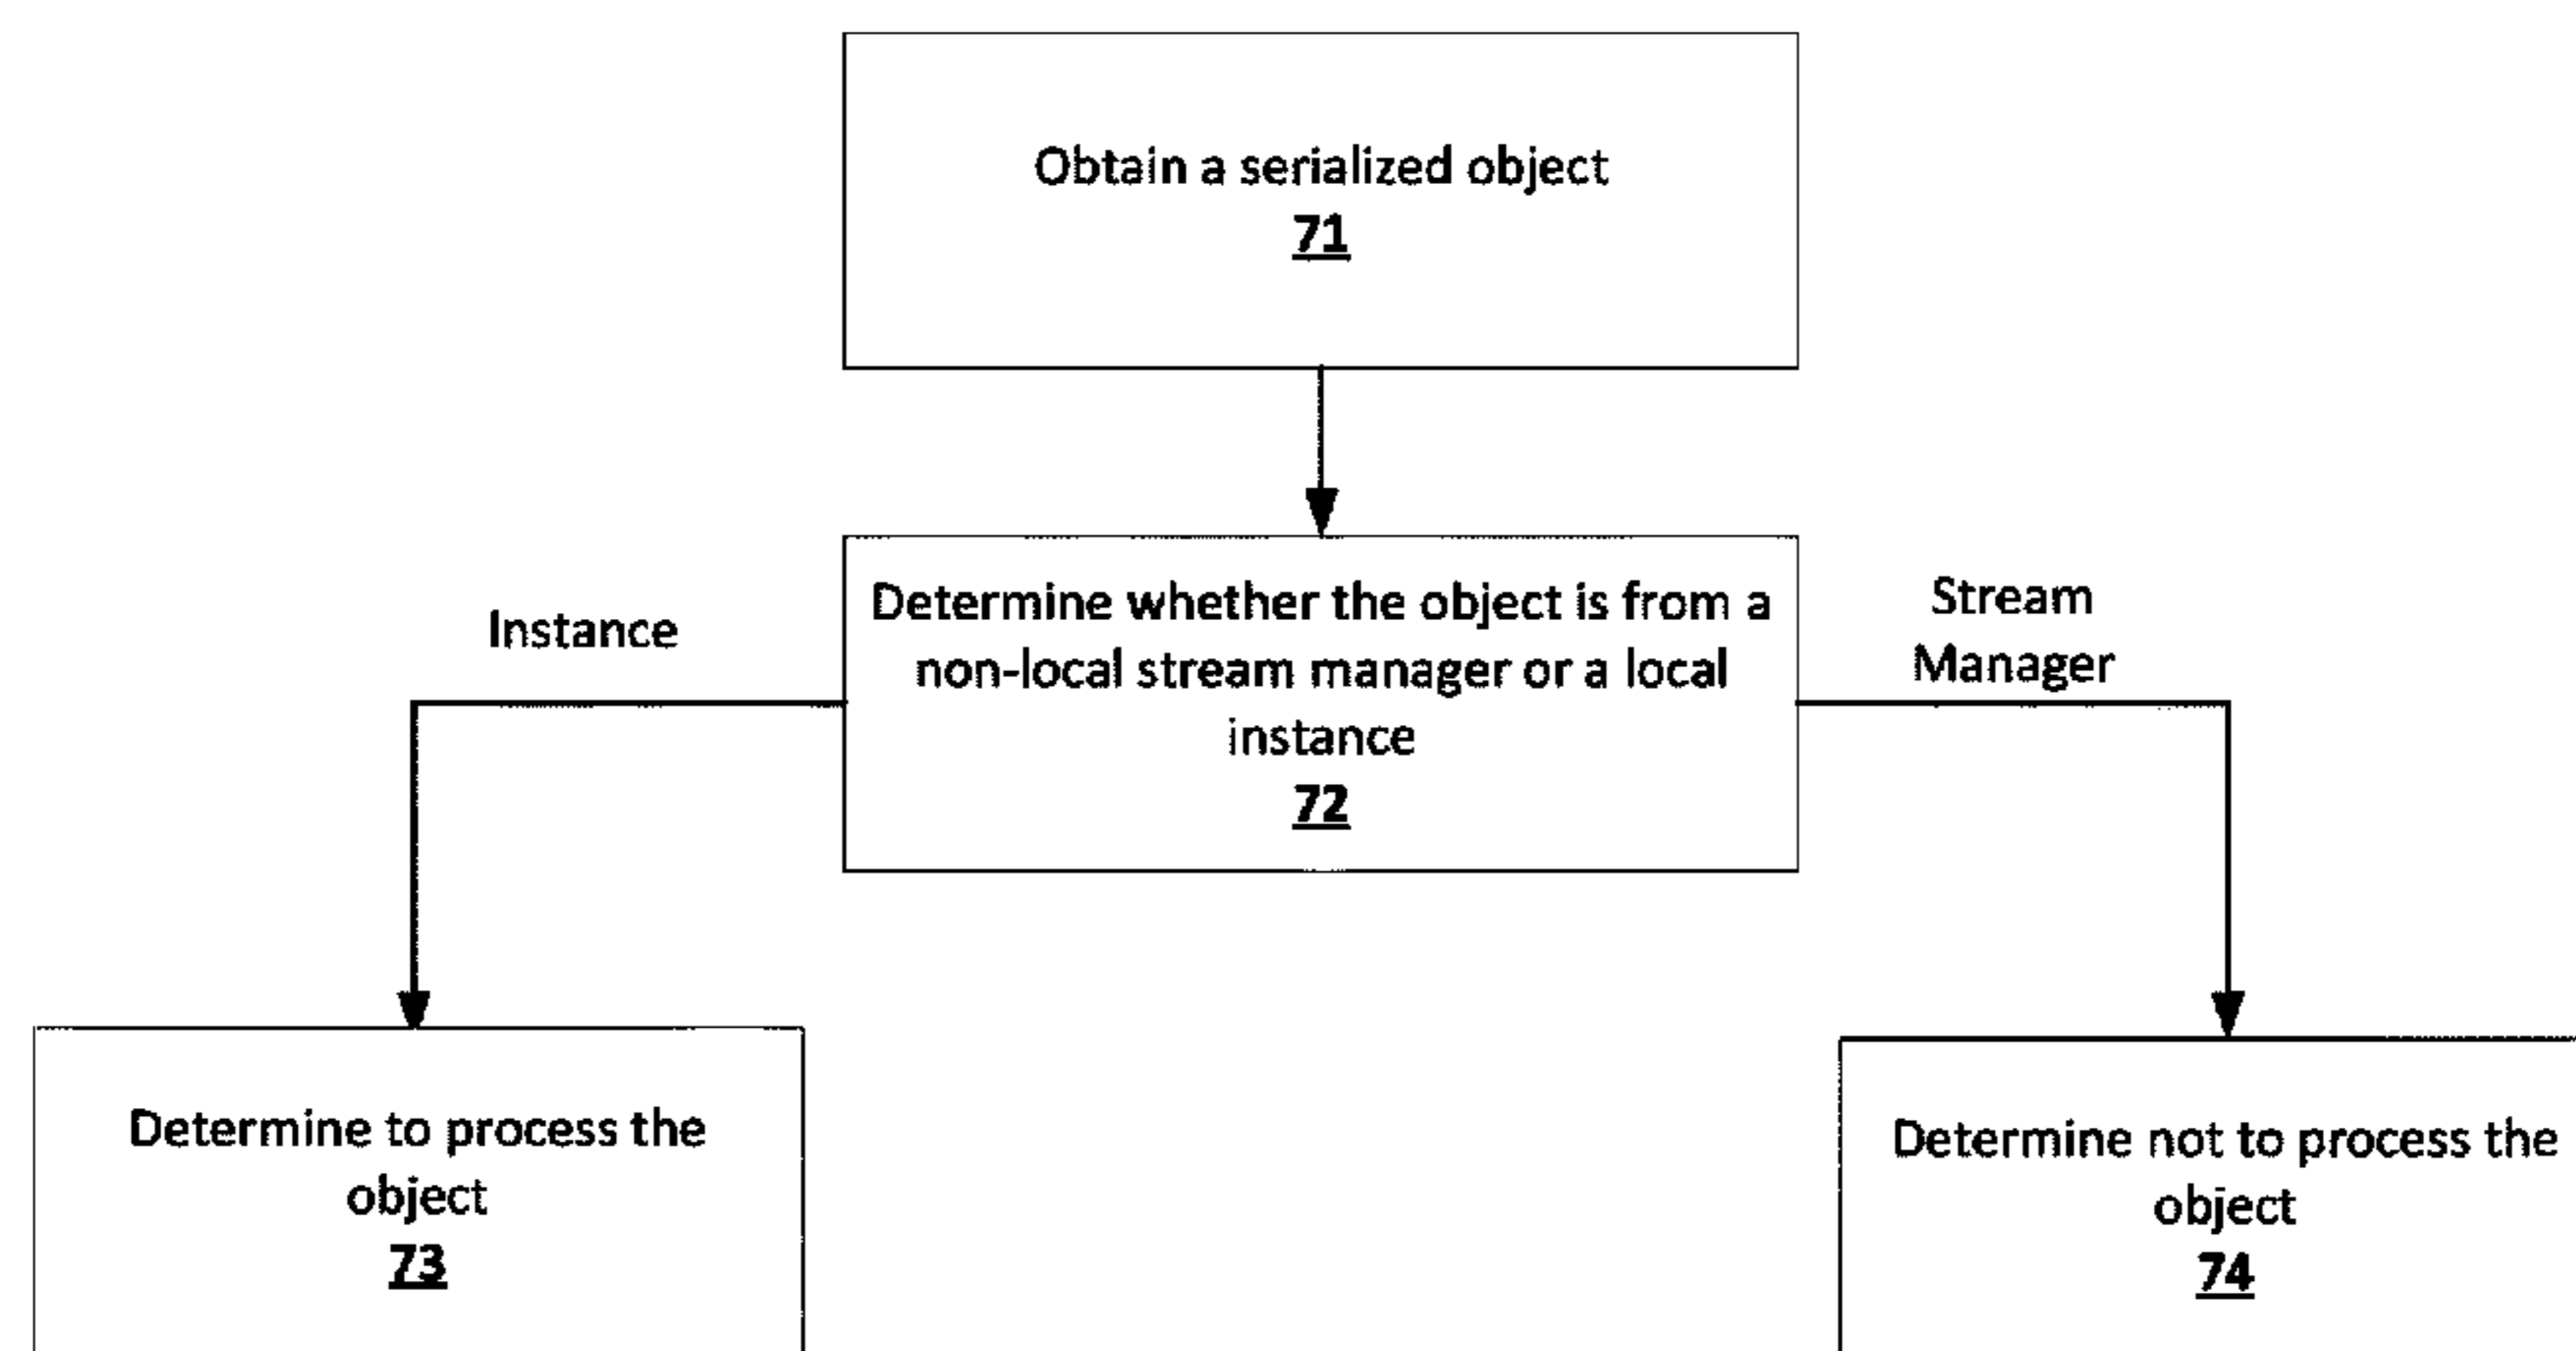 Obtain a serialized object
71
Determine whether the object is from a
non-local stream manager or a local
instance
72
Instance
Stream
Manager
Determine to process the
object
73
Determine not to process the
object
74